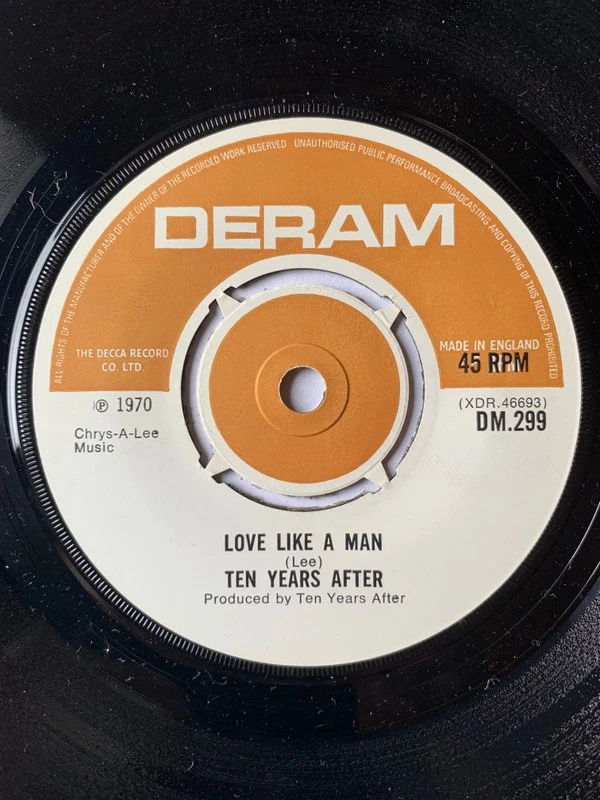 ALL RIGHTS OF THE MANUFACTURER AND OF THE OWNER OF THE RECORDED WORK RESERVED UNAUTHORISED PUBLIC PERFORMANCE BROADCASTING AND COPYING OF THIS RECORD PROHIBITED
DERAM
THE DECCA RECORD
CO. LTD.
MADE IN ENGLAND
45 RPM
℗ 1970
(XDR.46693)
DM.299
Chrys-A-Lee
Music
LOVE LIKE A MAN
(Lee)
TEN YEARS AFTER
Produced by Ten Years After